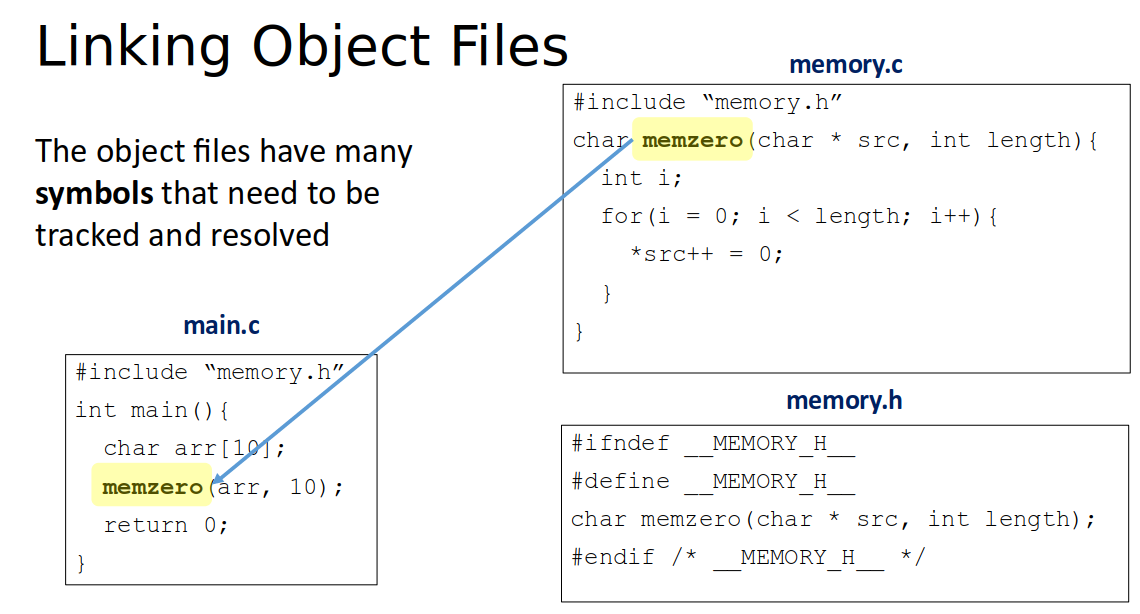 Linking Object Files
The object files have many
symbols that need to be
tracked and resolved
main.c
#include “memory.h”
int main(){
  char arr[10];
  memzero(arr, 10);
  return 0;
}
memory.c
#include “memory.h”
char memzero(char * src, int length){
  int i;
  for(i = 0; i < length; i++){
    *src++ = 0;
  }
}
memory.h
#ifndef __MEMORY_H__
#define __MEMORY_H__
char memzero(char * src, int length);
#endif /* __MEMORY_H__ */